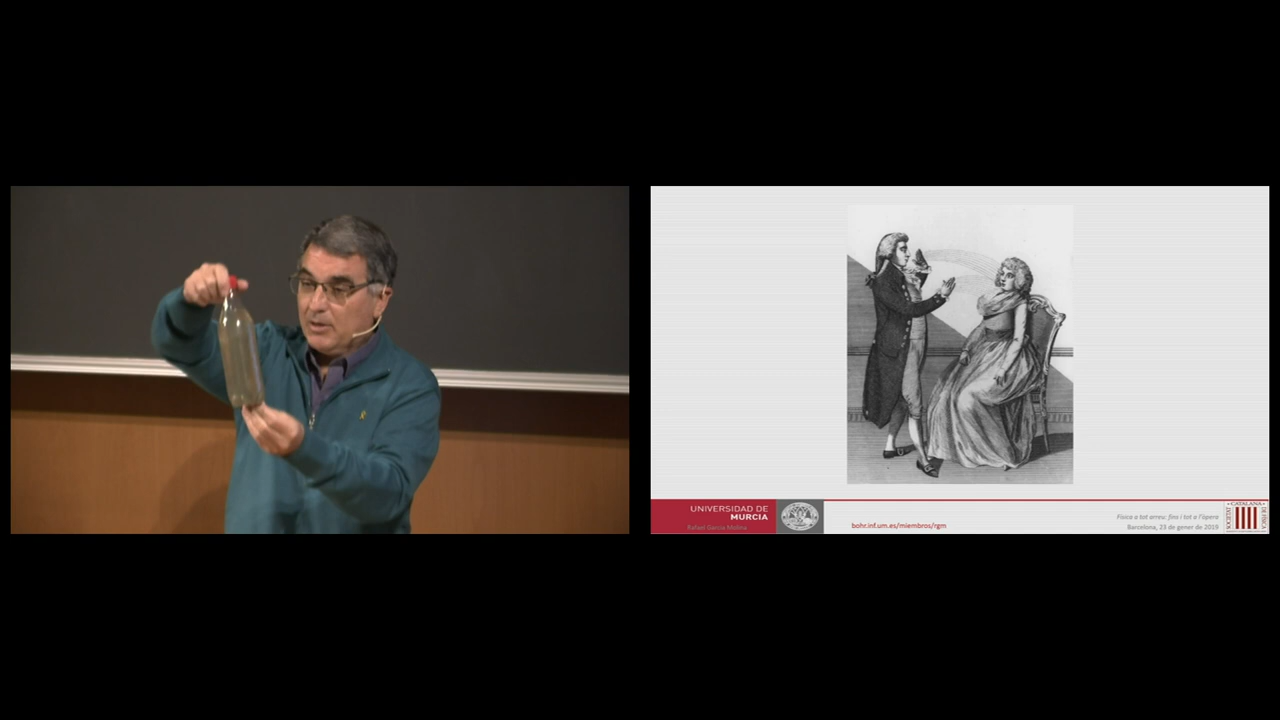 UNIVERSIDAD DE
MURCIA
Rafael Garcia Molina
bohr.inf.um.es/miembros/rgm
Física a tot arreu: fins i tot a l'òpera
Barcelona, 23 de gener de 2019
SOCIETAT
CATALANA
DE FÍSICA